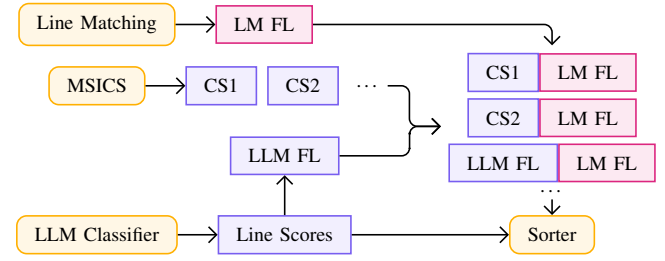 Line Matching
LM FL
MSICS
CS1
CS2
...
CS1
LM FL
CS2
LM FL
LLM FL
LLM FL
LM FL
...
LLM Classifier
Line Scores
Sorter